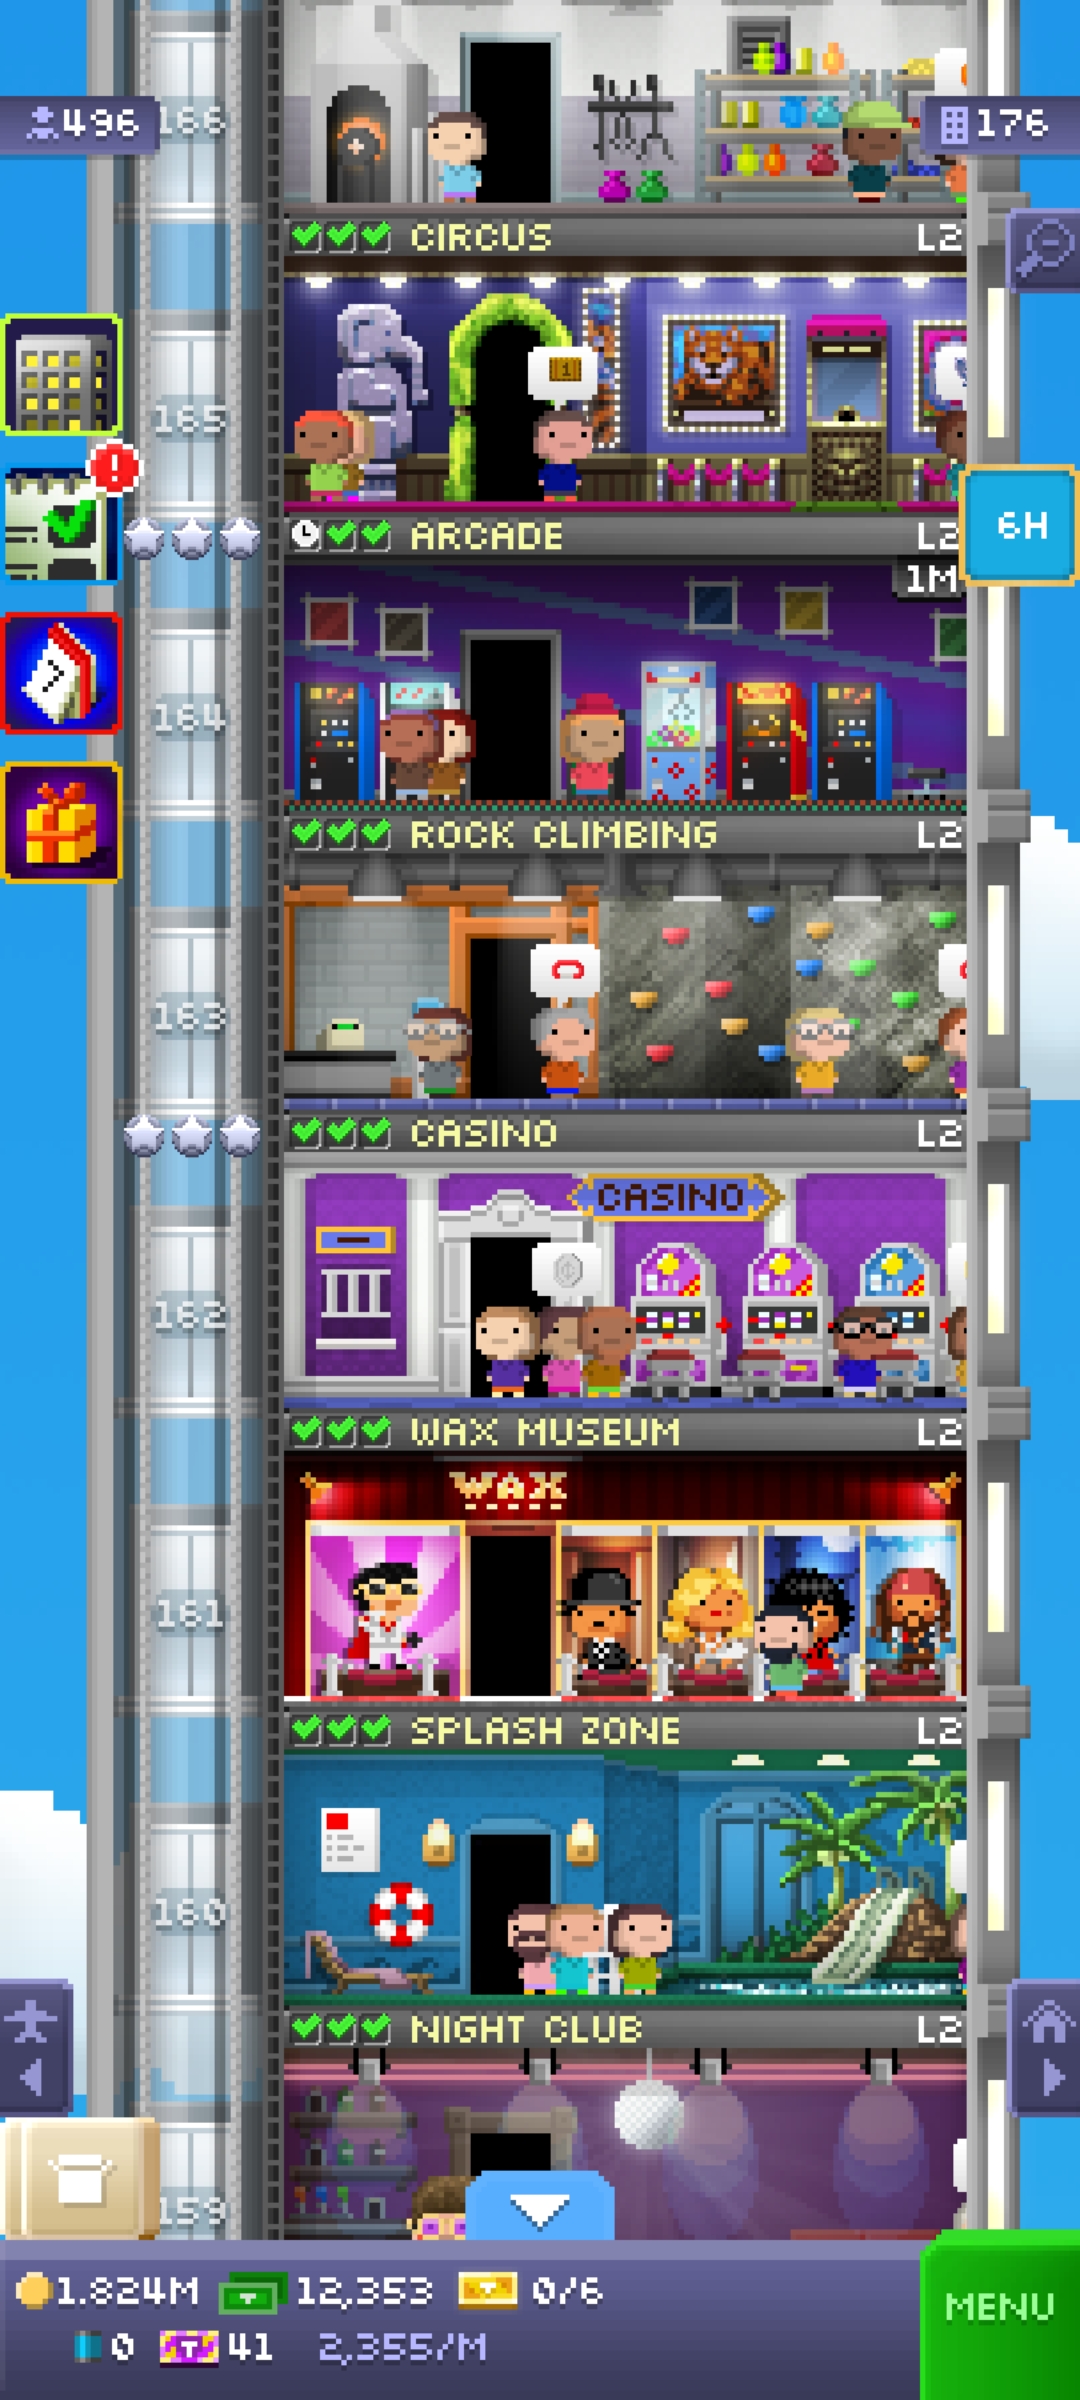 496
166
176
CIRCUS L2
1
165
6H
ARCADE L2
1M
7
164
ROCK CLIMBING L2
163
CASINO L2
CASINO
162
WAX MUSEUM L2
WAX
161
SPLASH ZONE L2
160
NIGHT CLUB L2
159
1.824M 12,353 0/6
0 T 41 2,355/M
MENU